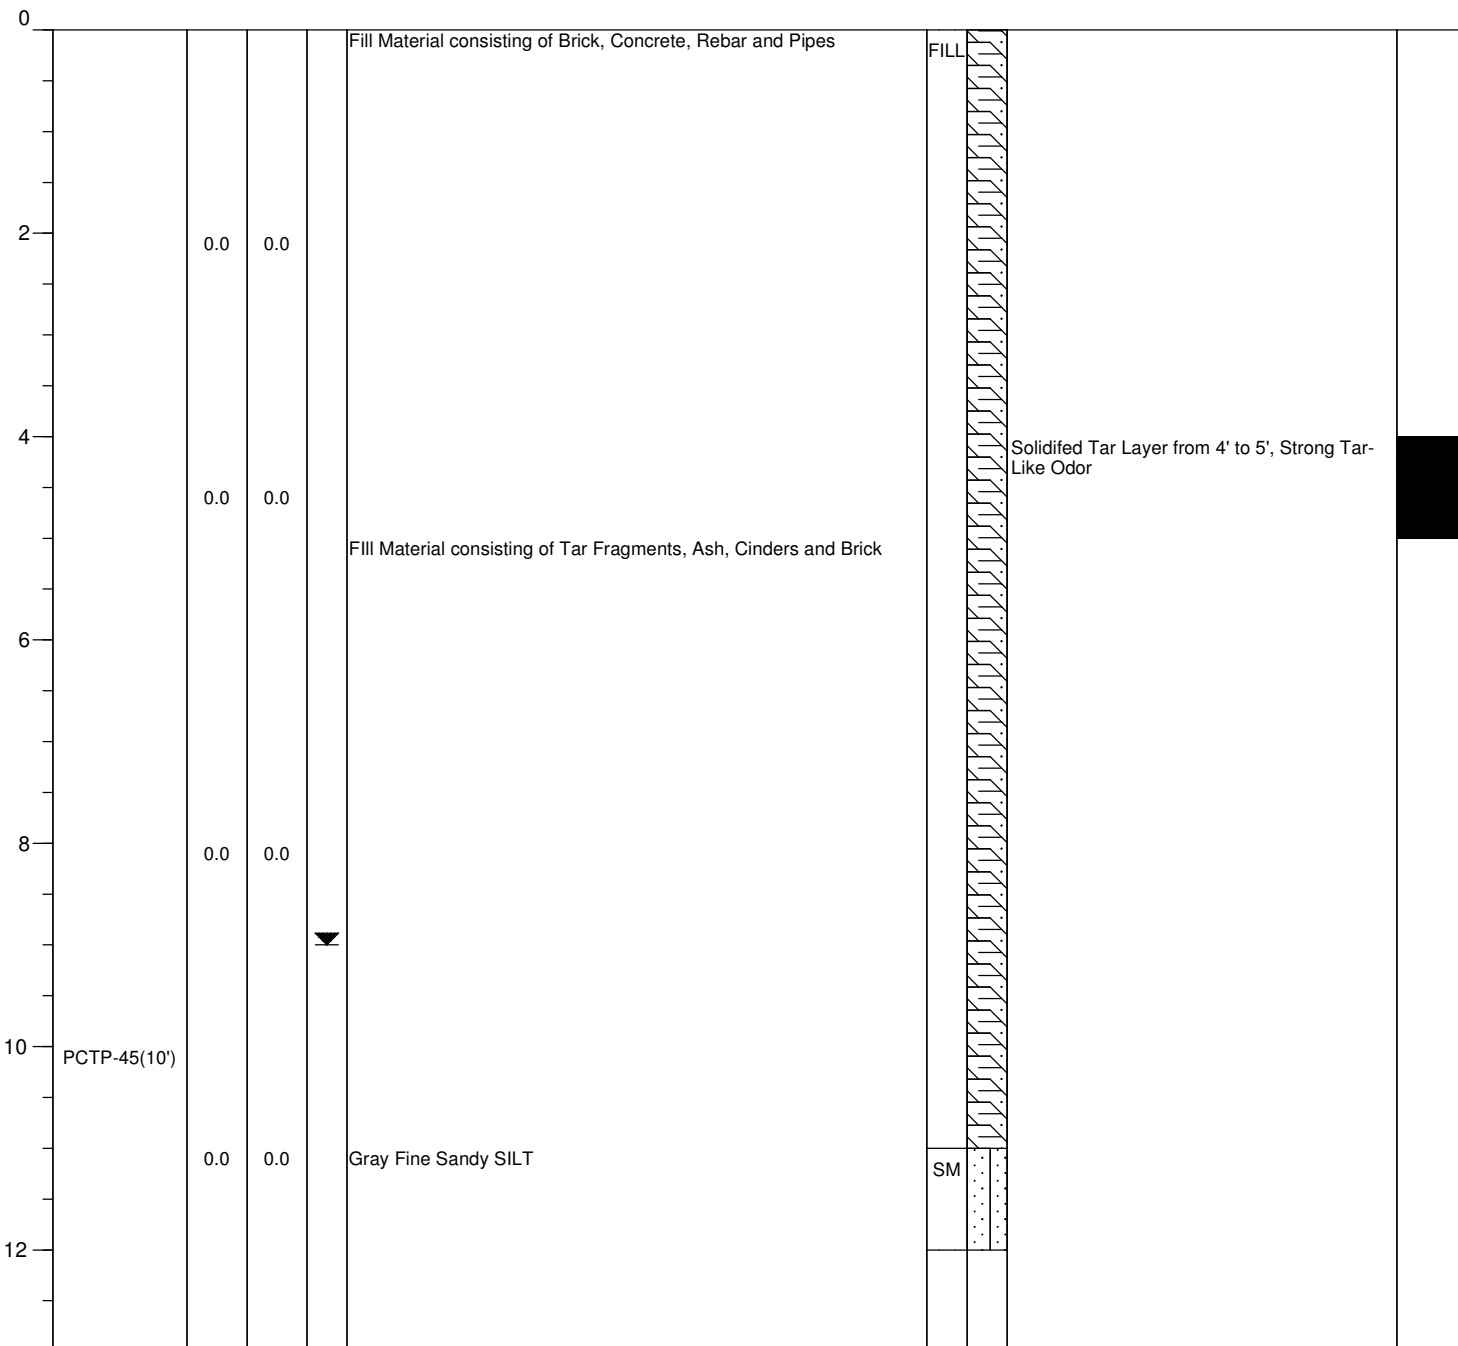 0
Fill Material consisting of Brick, Concrete, Rebar and Pipes
FILL
2
0.0 0.0
4
Solidifed Tar Layer from 4' to 5', Strong Tar-
Like Odor
0.0 0.0
FIll Material consisting of Tar Fragments, Ash, Cinders and Brick
6
8
0.0 0.0
10
PCTP-45(10')
0.0 0.0
Gray Fine Sandy SILT
SM
12